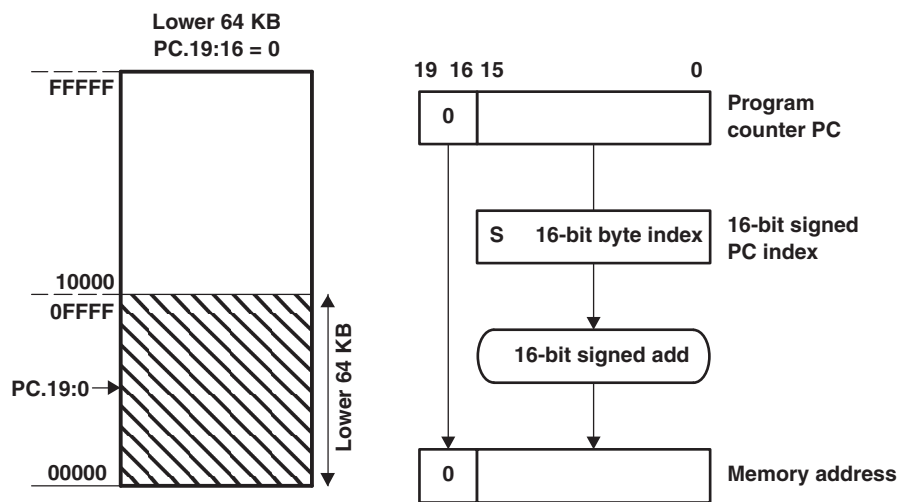 Lower 64 KB
PC.19:16 = 0
FFFFF
10000
0FFFF
PC.19:0
00000
Lower 64 KB
19 16 15 0
0
Program
counter PC
S 16-bit byte index
16-bit signed
PC index
16-bit signed add
0
Memory address